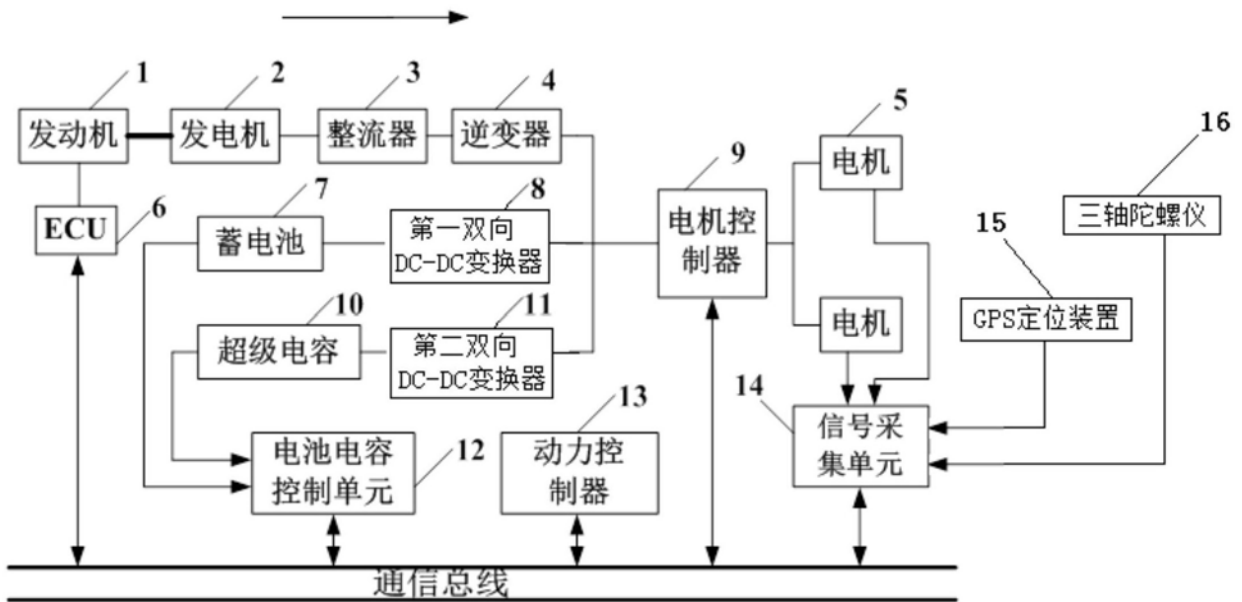 1
2
3
4
5
16
发动机
发电机
整流器
逆变器
电机
9
三轴陀螺仪
ECU
6
7
蓄电池
8
第一双向
DC-DC变换器
电机控
制器
15
GPS定位装置
10
超级电容
11
第二双向
DC-DC变换器
电机
14
信号采
集单元
电池电容
控制单元
12
13
动力控
制器
通信总线